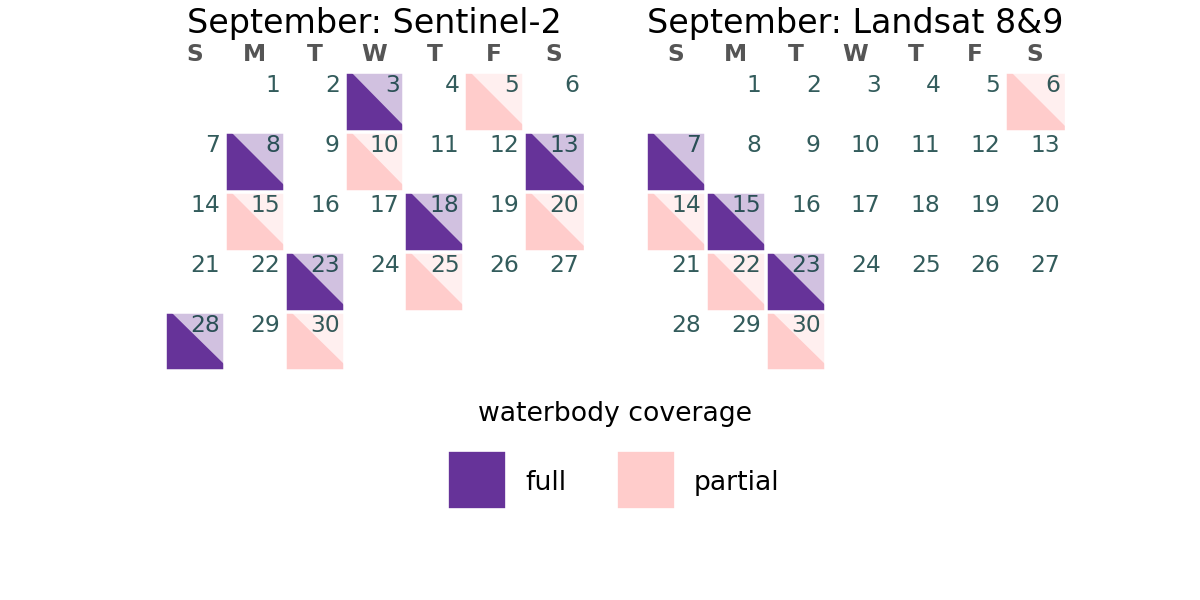 September: Sentinel-2
S M T W T F S
1 2 3 4 5 6
7 8 9 10 11 12 13
14 15 16 17 18 19 20
21 22 23 24 25 26 27
28 29 30
September: Landsat 8&9
S M T W T F S
1 2 3 4 5 6
7 8 9 10 11 12 13
14 15 16 17 18 19 20
21 22 23 24 25 26 27
28 29 30
waterbody coverage
full
partial